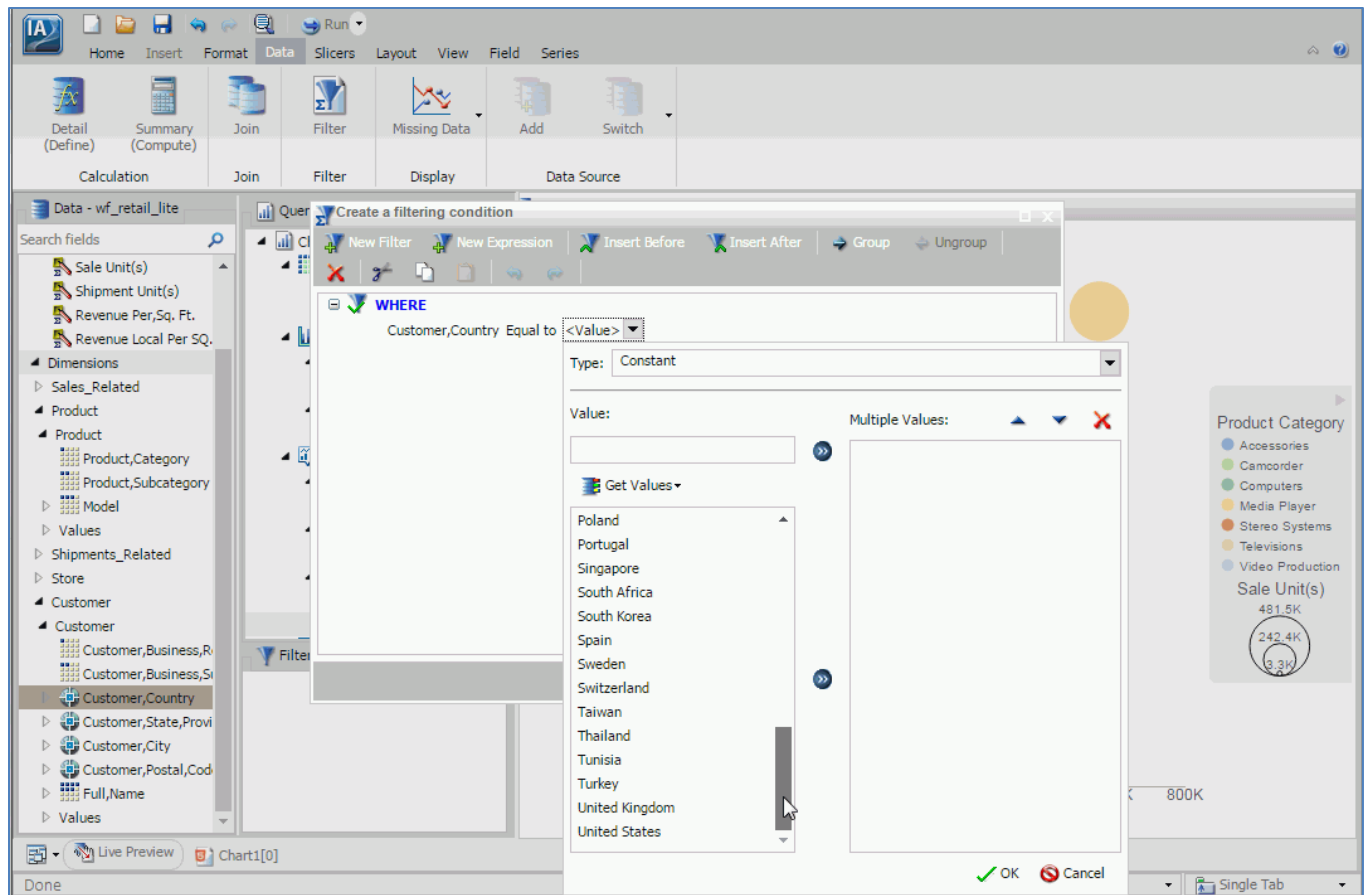 IA
Run
Home Insert Format Data Slicers Layout View Field Series
fx
Detail (Define)
Summary (Compute)
Join
Filter
Missing Data
Add
Switch
Calculation
Join
Filter
Display
Data Source
Data - wf_retail_lite
Search fields
Sale Unit(s)
Shipment Unit(s)
Revenue Per,Sq. Ft.
Revenue Local Per SQ.
Dimensions
Sales_Related
Product
Product
Product,Category
Product,Subcategory
Model
Values
Shipments_Related
Store
Customer
Customer
Customer,Business,R
Customer,Business,S
Customer,Country
Customer,State,Provi
Customer,City
Customer,Postal,Cod
Full,Name
Values
Quer
Filte
Create a filtering condition
New Filter New Expression Insert Before Insert After Group Ungroup
WHERE
Customer,Country Equal to <Value>
Type: Constant
Value:
Multiple Values:
Get Values
Poland
Portugal
Singapore
South Africa
South Korea
Spain
Sweden
Switzerland
Taiwan
Thailand
Tunisia
Turkey
United Kingdom
United States
OK Cancel
Product Category
Accessories
Camcorder
Computers
Media Player
Stereo Systems
Televisions
Video Production
Sale Unit(s)
481.5K
242.4K
3.3K
800K
Live Preview Chart1[0]
Done
Single Tab